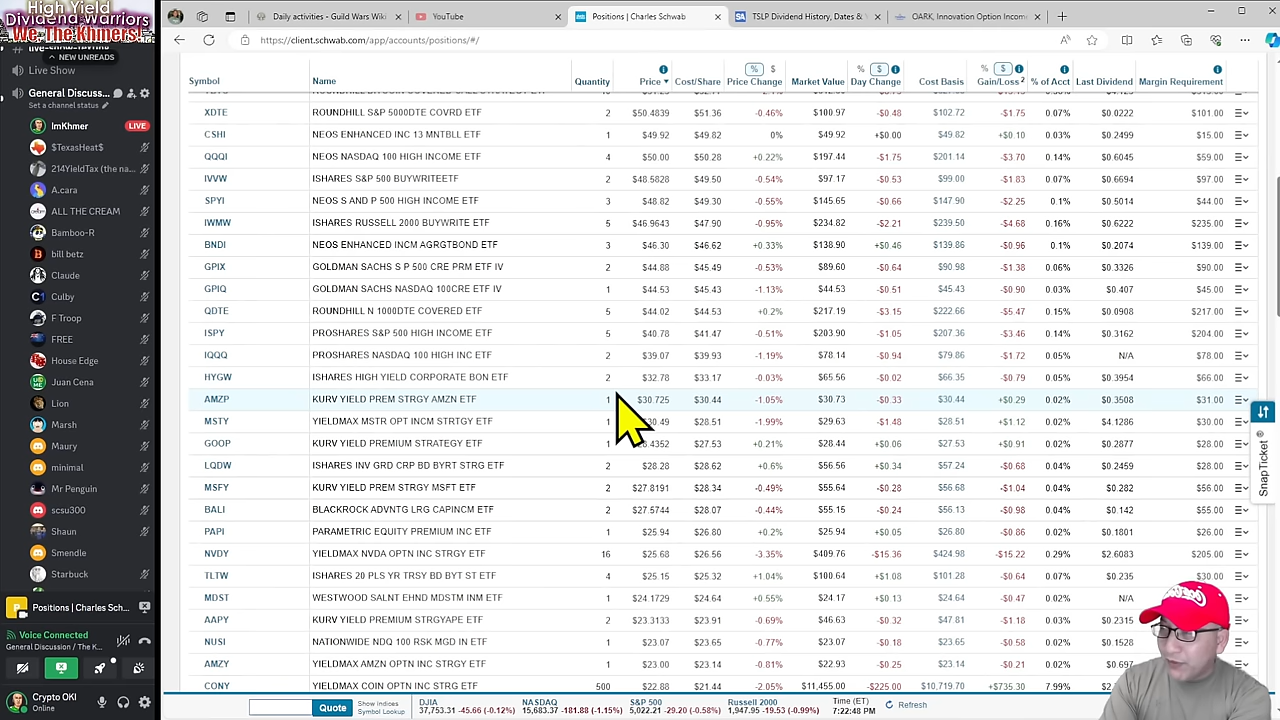 High Yield
Dividend Warriors
We The Khmers!
NEW UNREADS
Live Show
General Discuss...
Set a channel status
ImKhmer LIVE
$TexasHeat$
214YieldTax (the na...
A.cara
ALL THE CREAM
Bamboo-R
bill betz
Claude
Culby
F Troop
FREE
House Edge
Juan Cena
Lion
Marsh
Maury
minimal
Mr Penguin
scsu300
Shaun
Smendle
Starbuck
Positions | Charles Sch...
Voice Connected
General Discussion / The K...
Crypto OKI
Online
Daily activities - Guild Wars Wiki
YouTube
Positions | Charles Schwab
TSLP Dividend History, Dates &
OARK, Innovation Option Incom
https://client.schwab.com/app/accounts/positions/#/
Symbol Name Quantity Price Cost/Share % $ Price Change Market Value % $ Day Change Cost Basis % $ Gain/Loss² % of Acct Last Dividend Margin Requirement
XDTE ROUNDHILL S&P 5000DTE COVRD ETF 2 $50.4839 $51.36 -0.46% $100.97 -$0.48 $102.72 -$1.75 0.07% $0.0222 $101.00
CSHI NEOS ENHANCED INC 13 MNTBLL ETF 1 $49.92 $49.82 0% $49.92 +$0.00 $49.82 +$0.10 0.03% $0.2499 $15.00
QQQI NEOS NASDAQ 100 HIGH INCOME ETF 4 $50.00 $50.28 +0.22% $197.44 -$1.75 $201.14 -$3.70 0.14% $0.6045 $59.00
IVVW ISHARES S&P 500 BUYWRITEETF 2 $48.5828 $49.50 -0.54% $97.17 -$0.53 $99.00 -$1.83 0.07% $0.6694 $97.00
SPYI NEOS S AND P 500 HIGH INCOME ETF 3 $48.82 $49.30 -0.55% $145.65 -$0.66 $147.90 -$2.25 0.1% $0.5014 $44.00
IWMW ISHARES RUSSELL 2000 BUYWRITE ETF 5 $46.9643 $47.90 -0.95% $234.82 -$2.21 $239.50 -$4.68 0.16% $0.6222 $235.00
BNDI NEOS ENHANCED INCM AGRGTBOND ETF 3 $46.30 $46.62 +0.33% $138.90 +$0.46 $139.86 -$0.96 0.1% $0.2074 $139.00
GPIX GOLDMAN SACHS S P 500 CRE PRM ETF IV 2 $44.88 $45.49 -0.53% $89.60 -$0.64 $90.98 -$1.38 0.06% $0.3326 $90.00
GPIQ GOLDMAN SACHS NASDAQ 100CRE ETF IV 1 $44.53 $45.43 -1.13% $44.53 -$0.51 $45.43 -$0.90 0.03% $0.407 $45.00
QDTE ROUNDHILL N 1000DTE COVERED ETF 5 $44.02 $44.53 +0.2% $217.19 -$3.15 $222.66 -$5.47 0.15% $0.0908 $217.00
ISPY PROSHARES S&P 500 HIGH INCOME ETF 5 $40.78 $41.47 -0.51% $203.90 -$1.05 $207.36 -$3.46 0.14% $0.3162 $204.00
IQQQ PROSHARES NASDAQ 100 HIGH INC ETF 2 $39.07 $39.93 -1.19% $78.14 -$0.94 $79.86 -$1.72 0.05% N/A $78.00
HYGW ISHARES HIGH YIELD CORPORATE BON ETF 2 $32.78 $33.17 -0.03% $65.56 -$0.02 $66.35 -$0.79 0.05% $0.3954 $66.00
AMZP KURV YIELD PREM STRGY AMZN ETF 1 $30.725 $30.44 -1.05% $30.73 -$0.33 $30.44 +$0.29 0.02% $0.3508 $31.00
MSTY YIELDMAX MSTR OPT INCM STRTGY ETF 1 $28.51 -1.99% $29.63 -$1.48 $28.51 +$1.12 0.02% $4.1286 $30.00
GOOP KURV YIELD PREMIUM STRATEGY ETF 1 $27.53 +0.21% $28.44 +$0.06 $27.53 +$0.91 0.02% $0.2877 $28.00
LQDW ISHARES INV GRD CRP BD BYRT STRG ETF 2 $28.28 $28.62 +0.6% $56.56 +$0.34 $57.24 -$0.68 0.04% $0.2459 $28.00
MSFY KURV YIELD PREM STRGY MSFT ETF 2 $27.8191 $28.34 -0.49% $55.64 -$0.28 $56.68 -$1.04 0.04% $0.282 $56.00
BALI BLACKROCK ADVNTG LRG CAPINCM ETF 2 $27.5744 $28.07 -0.44% $55.15 -$0.24 $56.13 -$0.98 0.04% $0.142 $55.00
PAPI PARAMETRIC EQUITY PREMIUM INC ETF 1 $25.94 $26.80 +0.2% $25.94 +$0.05 $26.80 -$0.86 0.02% $0.1801 $26.00
NVDY YIELDMAX NVDA OPTN INC STRGY ETF 16 $25.68 $26.56 -3.35% $409.76 -$15.36 $424.98 -$15.22 0.29% $2.6083 $205.00
TLTW ISHARES 20 PLS YR TRSY BD BYT ST ETF 4 $25.15 $25.32 +1.04% $100.64 +$1.08 $101.28 -$0.64 0.07% $0.235 $30.00
MDST WESTWOOD SALNT EHND MDSTM INM ETF 1 $24.1729 $24.64 +0.55% $24.17 +$0.13 $24.64 -$0.47 0.02% N/A
AAPY KURV YIELD PREMIUM STRGYAPE ETF 2 $23.3133 $23.91 -0.69% $46.63 -$0.32 $47.81 -$1.18 0.03% $0.2315
NUSI NATIONWIDE NDQ 100 RSK MGD IN ETF 1 $23.07 $23.65 -0.77% $23.07 -$0.18 $23.65 -$0.58 0.02% $0.1528
AMZY YIELDMAX AMZN OPTN INC STRGY ETF 1 $23.00 $23.14 -0.81% $22.93 -$0.25 $23.14 -$0.21 0.02%
CONY YIELDMAX COIN OPTN INC STRGY ETF 500 $22.88 $21.44 -2.05% $11,455.00 -$225.00 $10,719.70 +$735.30 7.99%
SnapTicket®
Quote
Show Indices
Symbol Lookup
DJIA NASDAQ S&P 500 Russell 2000 Time (ET)
37,753.31 -45.66 (-0.12%) 15,683.37 -181.88 (-1.15%) 5,022.21 -29.20 (-0.58%) 1,947.95 -19.53 (-0.99%) 7:22:48 PM
Refresh